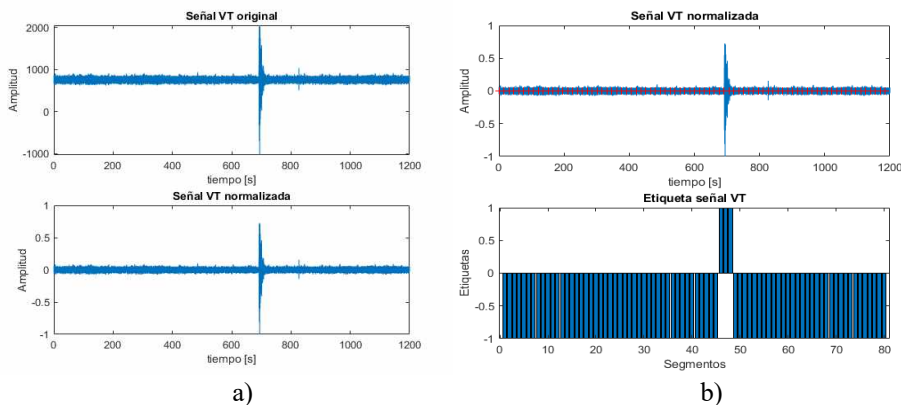 Señal VT original
2000
1000
0
-1000
Amplitud
0 200 400 600 800 1000 1200
tiempo [s]
Señal VT normalizada
1
0.5
0
-0.5
-1
Amplitud
0 200 400 600 800 1000 1200
tiempo [s]
a)
Señal VT normalizada
1
0.5
0
-0.5
-1
Amplitud
0 200 400 600 800 1000 1200
tiempo [s]
Etiqueta señal VT
1
0.5
0
-0.5
-1
Etiquetas
0 10 20 30 40 50 60 70 80
Segmentos
b)